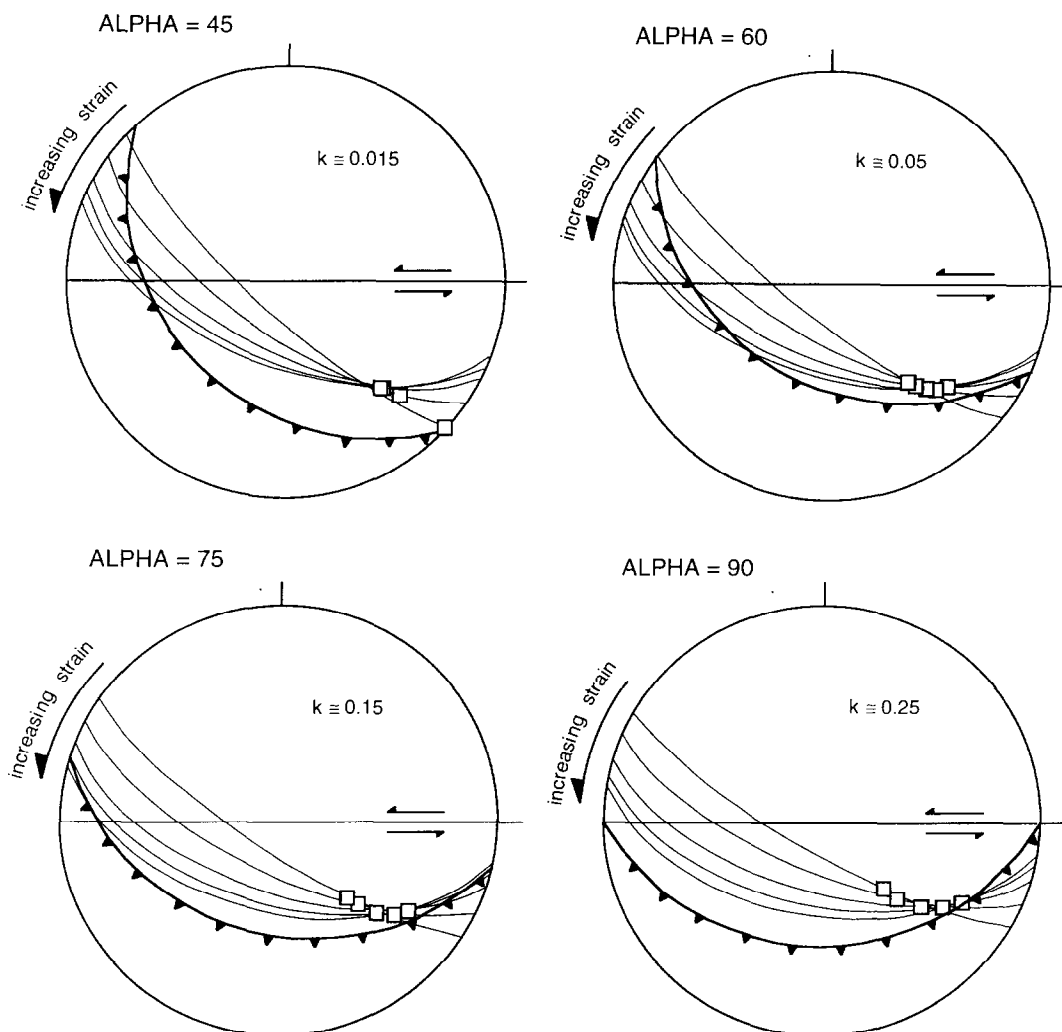 ALPHA = 45
increasing strain
k ≅ 0.015
ALPHA = 60
increasing strain
k ≅ 0.05
ALPHA = 75
increasing strain
k ≅ 0.15
ALPHA = 90
increasing strain
k ≅ 0.25